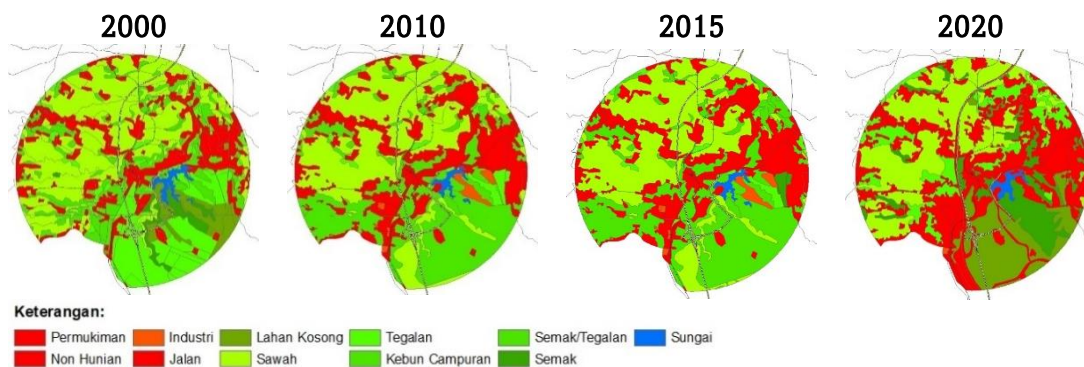 2000 2010 2015 2020
Keterangan:
Permukiman Industri Lahan Kosong Tegalan Semak/Tegalan Sungai
Non Hunian Jalan Sawah Kebun Campuran Semak